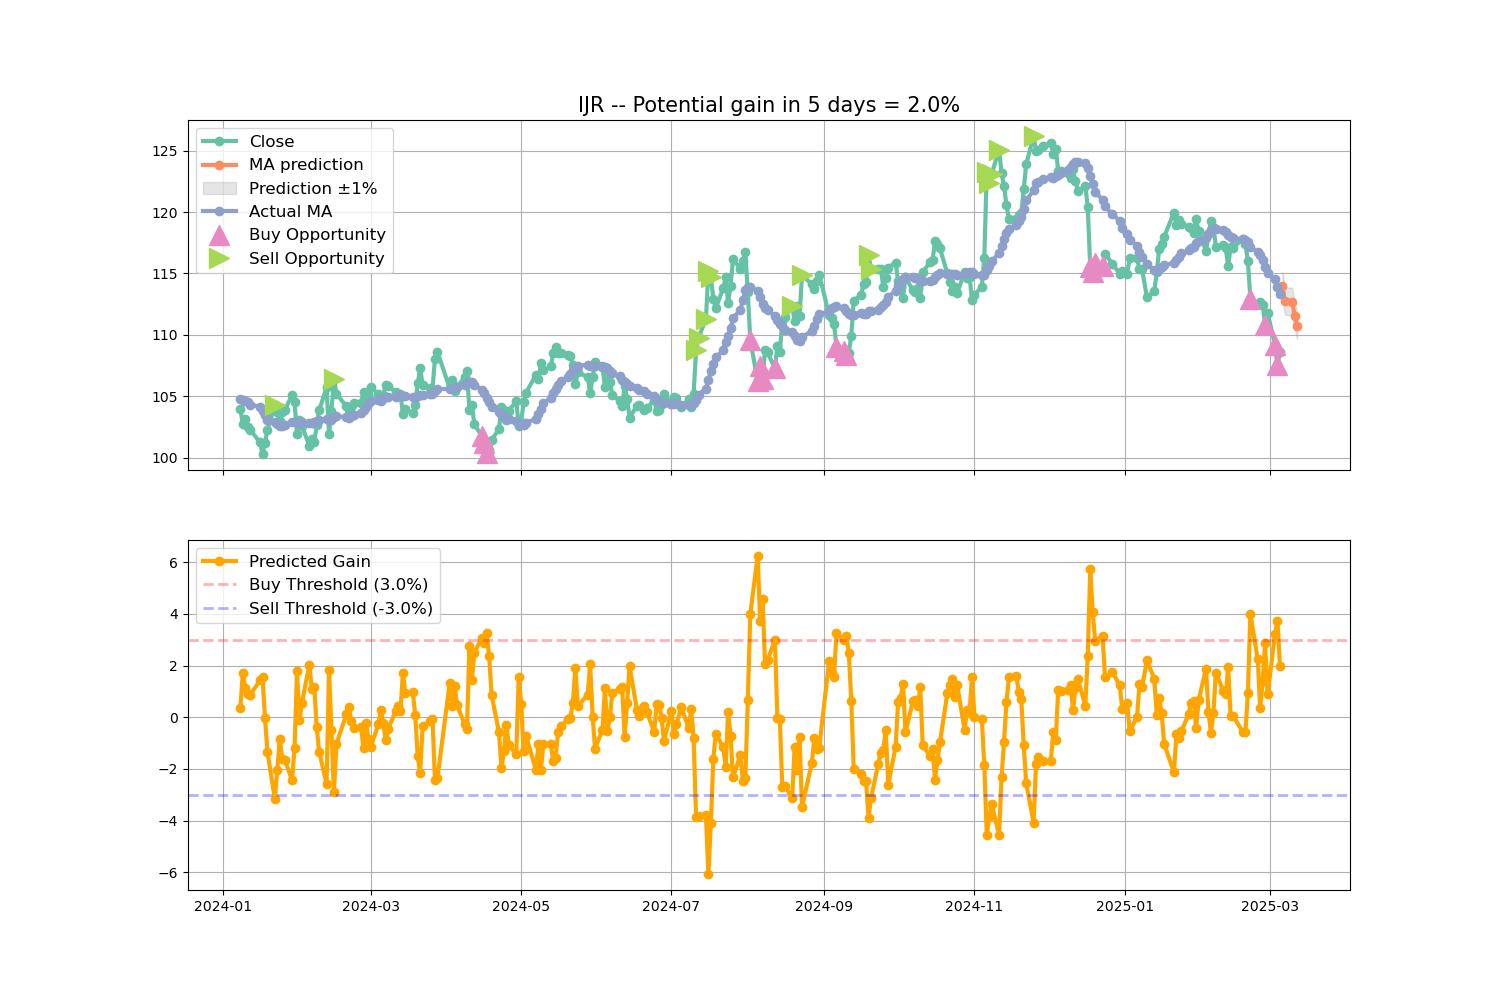 IJR -- Potential gain in 5 days = 2.0%
Close
MA prediction
Prediction ±1%
Actual MA
Buy Opportunity
Sell Opportunity
125
120
115
110
105
100
Predicted Gain
Buy Threshold (3.0%)
Sell Threshold (-3.0%)
6
4
2
0
−2
−4
−6
2024-01 2024-03 2024-05 2024-07 2024-09 2024-11 2025-01 2025-03